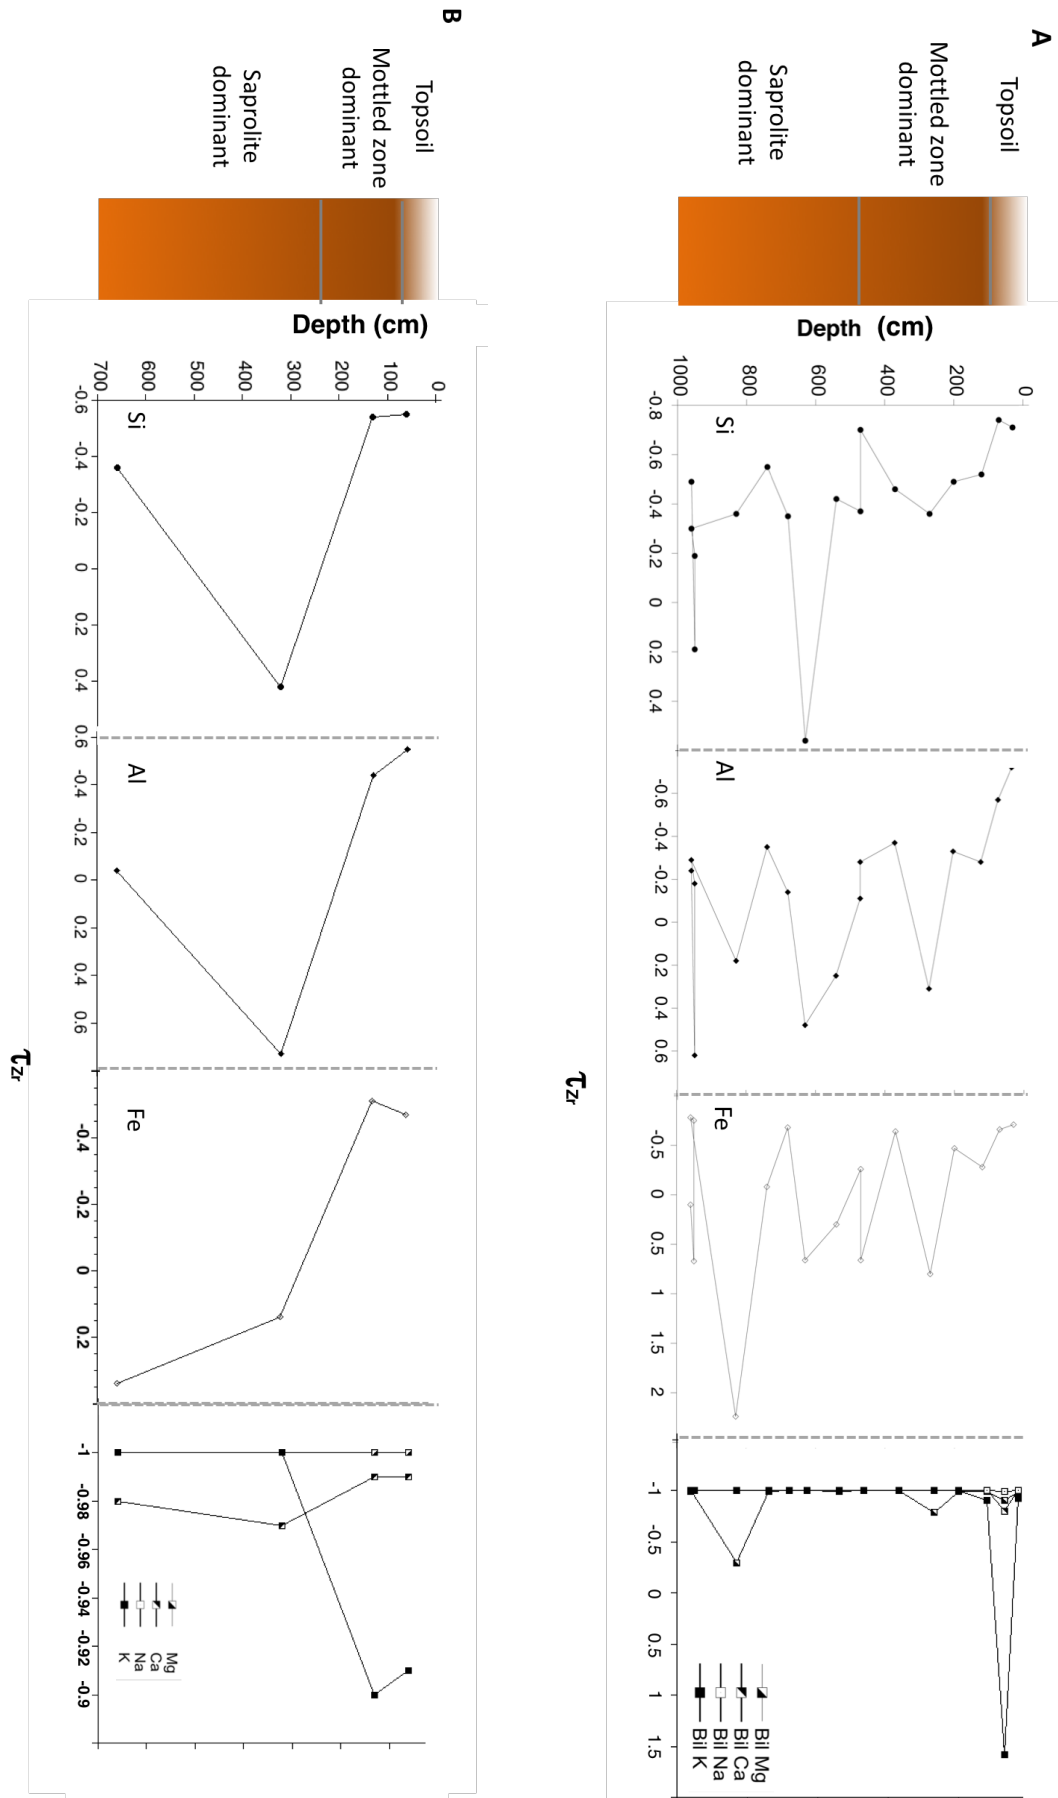 A
Topsoil
Mottled zone
dominant
Saprolite
dominant
Depth (cm)
0
200
400
600
800
1000
-0.8
-0.6
-0.4
-0.2
0
0.2
0.4
Si
-0.6
-0.4
-0.2
0
0.2
0.4
0.6
Al
-0.5
0
0.5
1
1.5
2
Fe
-1
-0.5
0
0.5
1
1.5
Bil Mg
Bil Ca
Bil Na
Bil K
τZr
B
Topsoil
Mottled zone
dominant
Saprolite
dominant
Depth (cm)
0
100
200
300
400
500
600
700
-0.6
-0.4
-0.2
0
0.2
0.4
0.6
Si
-0.4
-0.2
0
0.2
0.4
0.6
Al
-0.4
-0.2
0
0.2
Fe
-1
-0.98
-0.96
-0.94
-0.92
-0.9
Mg
Ca
Na
K
τZr